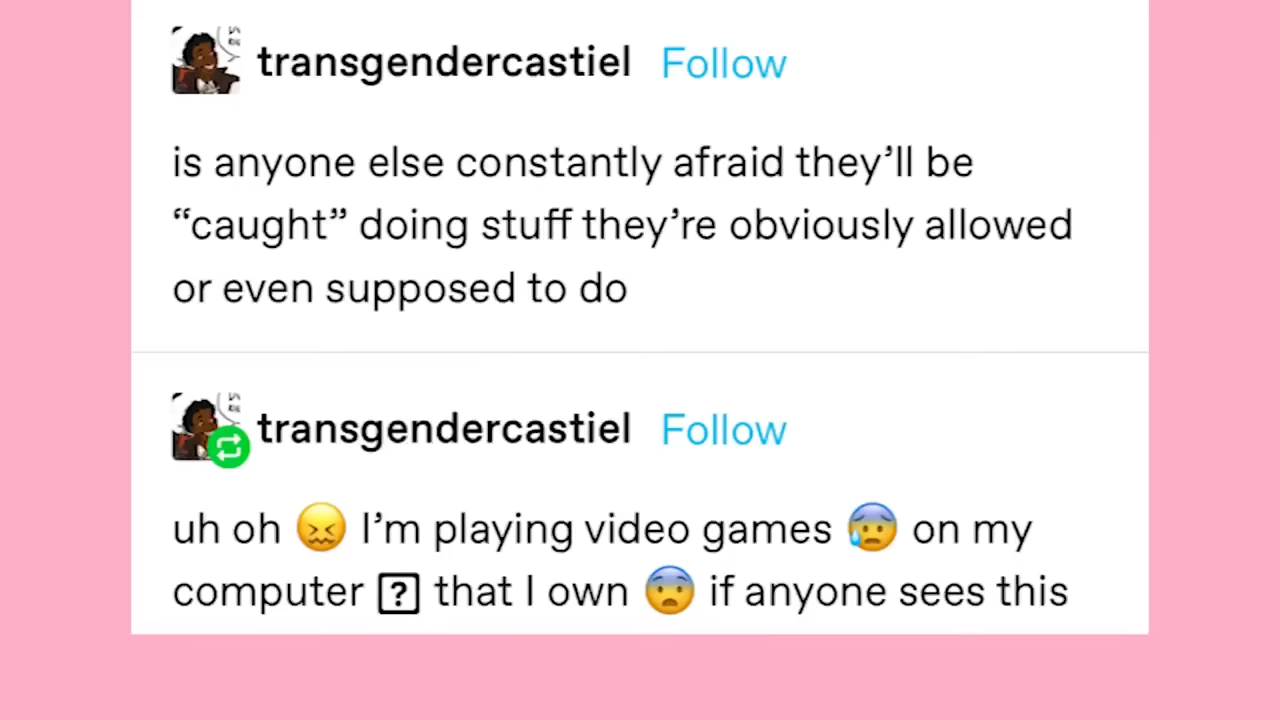 transgendercastiel Follow
is anyone else constantly afraid they’ll be
“caught” doing stuff they’re obviously allowed
or even supposed to do
transgendercastiel Follow
uh oh 😖 I’m playing video games 😰 on my
computer ⍰ that I own 😨 if anyone sees this